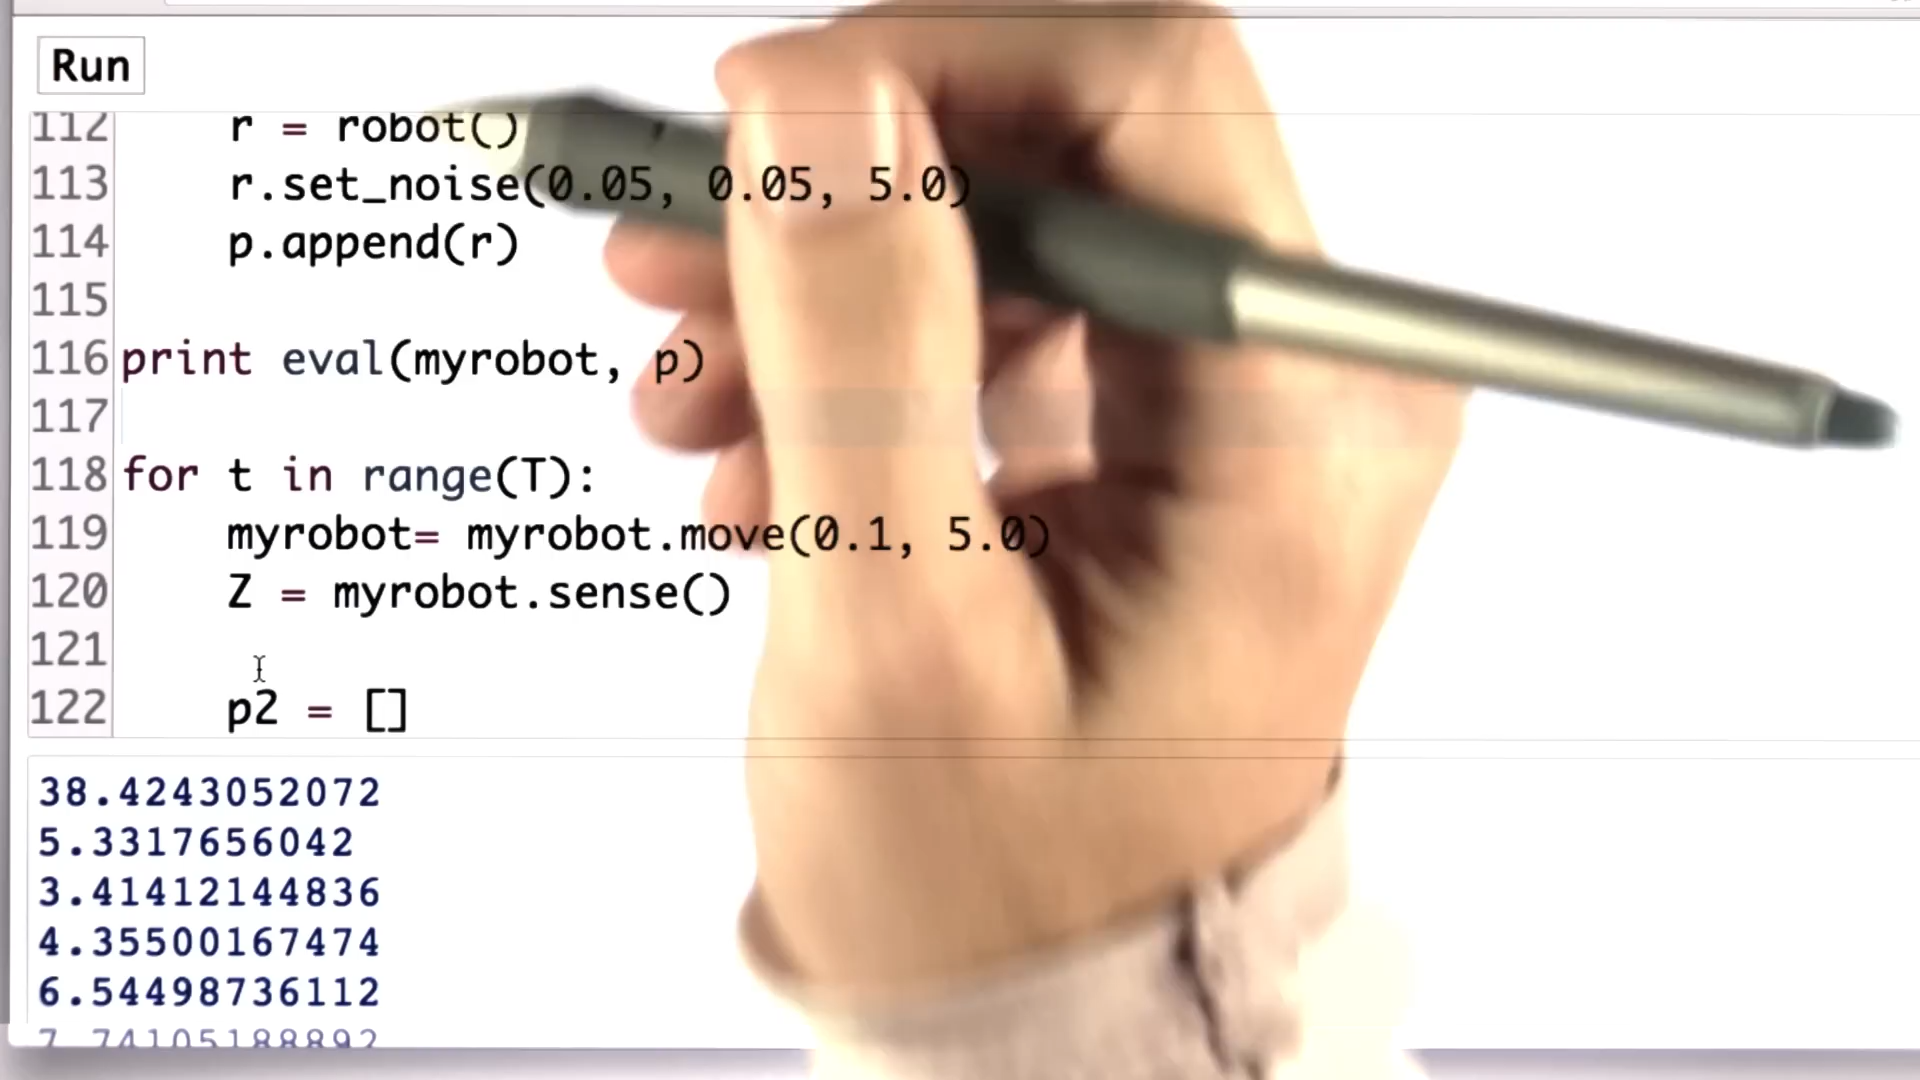 Run
112 r = robot()
113 r.set_noise(0.05, 0.05, 5.0)
114 p.append(r)
115
116 print eval(myrobot, p)
117
118 for t in range(T):
119 myrobot= myrobot.move(0.1, 5.0)
120 Z = myrobot.sense()
121
122 p2 = []
38.4243052072
5.3317656042
3.41412144836
4.35500167474
6.54498736112
7.74105188892